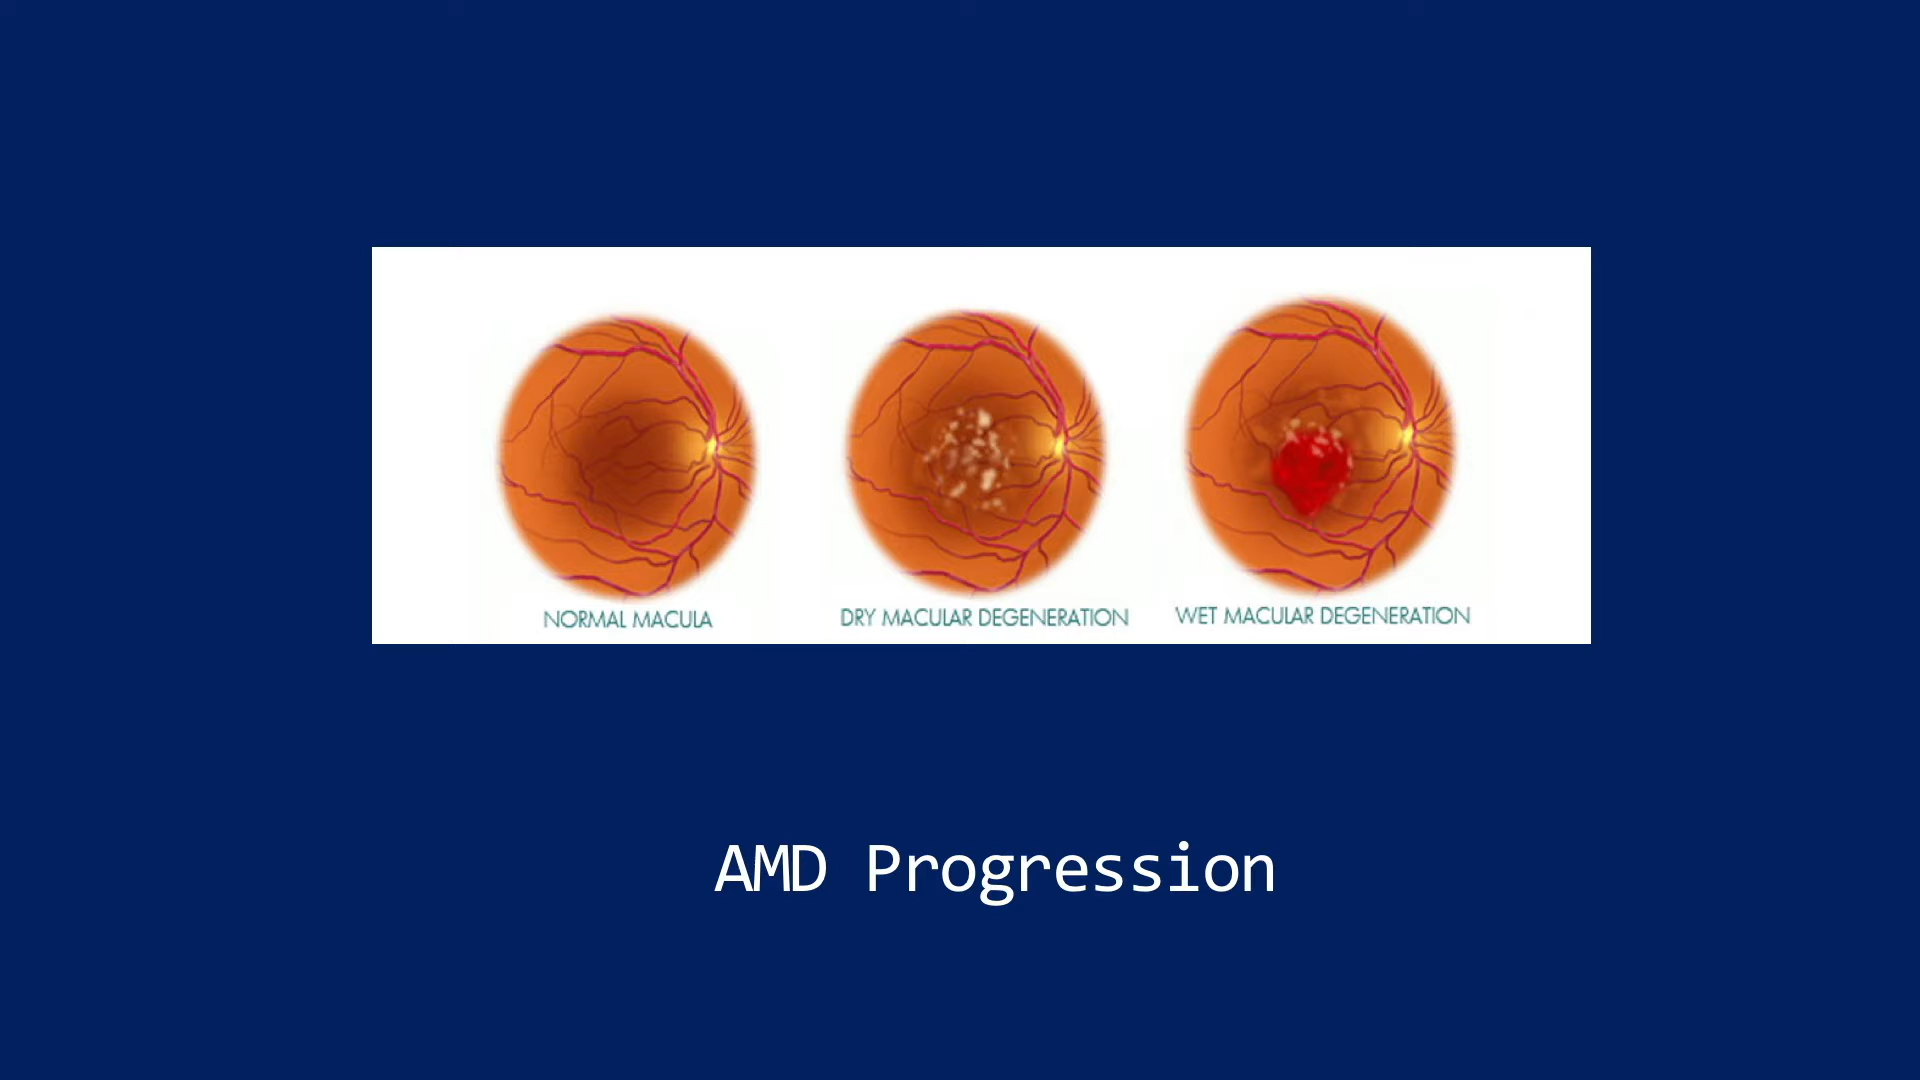 NORMAL MACULA
DRY MACULAR DEGENERATION
WET MACULAR DEGENERATION
AMD Progression